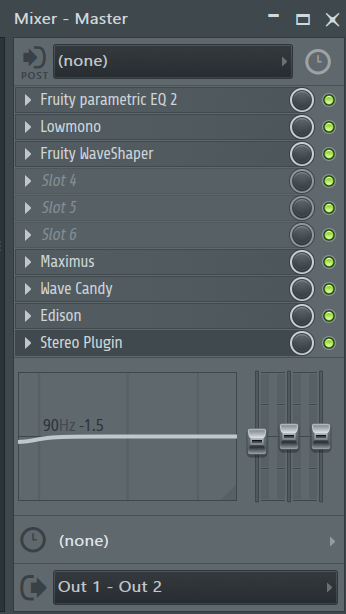 Mixer - Master
POST
(none)
Fruity parametric EQ 2
Lowmono
Fruity WaveShaper
Slot 4
Slot 5
Slot 6
Maximus
Wave Candy
Edison
Stereo Plugin
90Hz -1.5
(none)
Out 1 - Out 2